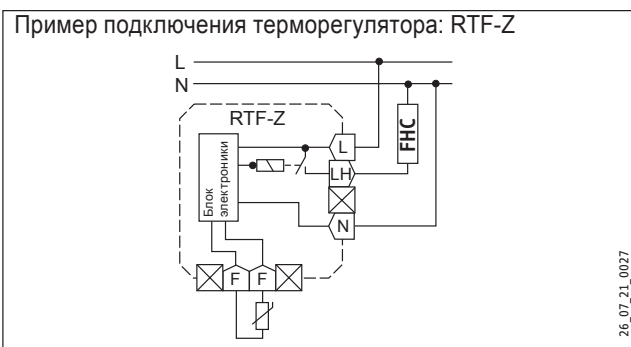 Пример подключения терморегулятора: RTF-Z
L
N
RTF-Z
Блок
электроники
L
LH
N
FHC
F F
26_07_21_0027